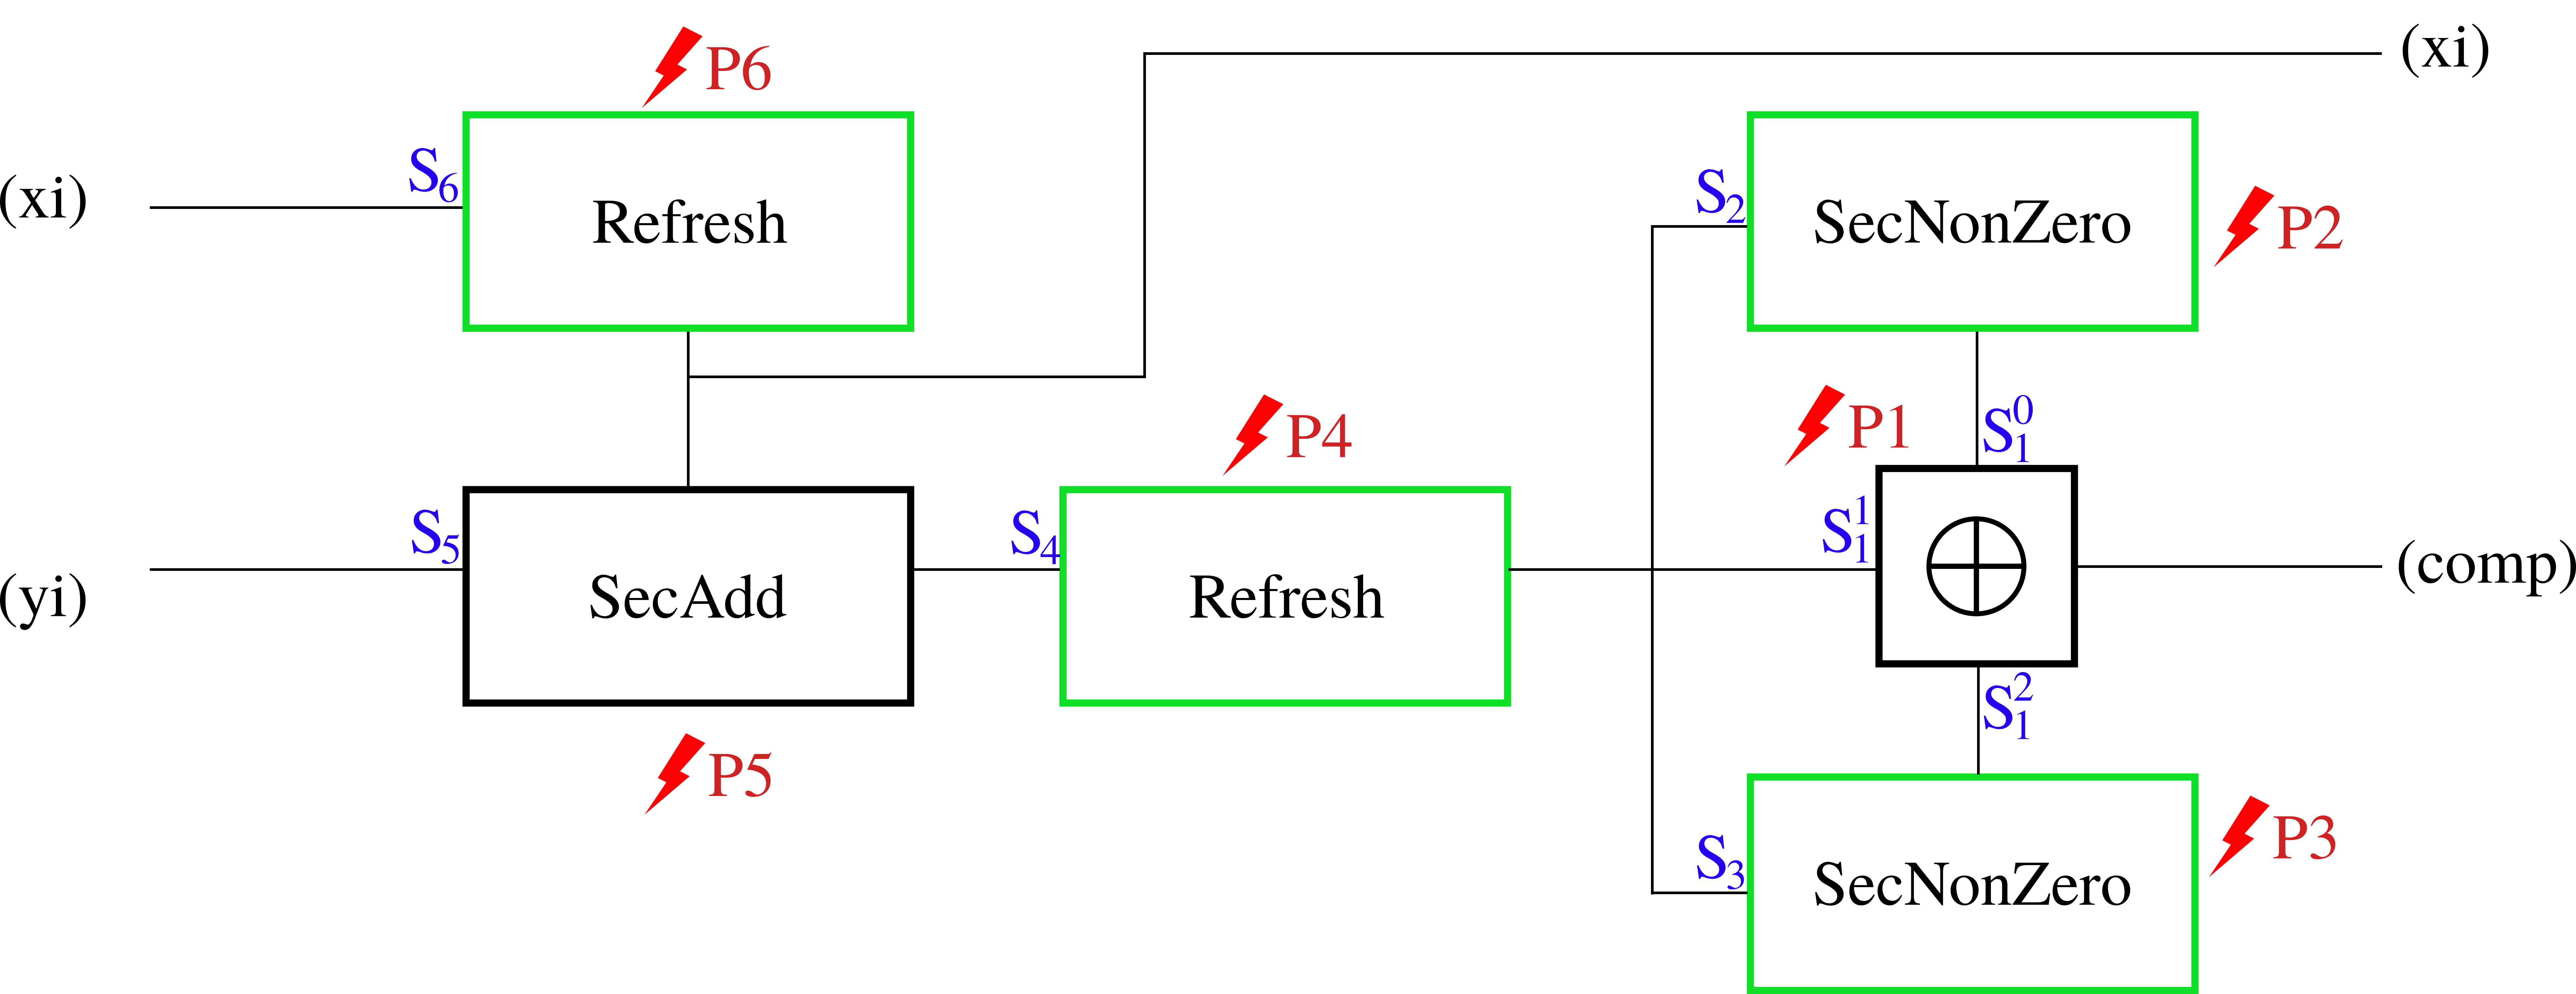 (xi)
P6
S6
(xi)
Refresh
S2
SecNonZero
P2
P4
P1
S1^0
S5
(yi)
SecAdd
S4
Refresh
S1^1
(comp)
P5
S1^2
S3
SecNonZero
P3